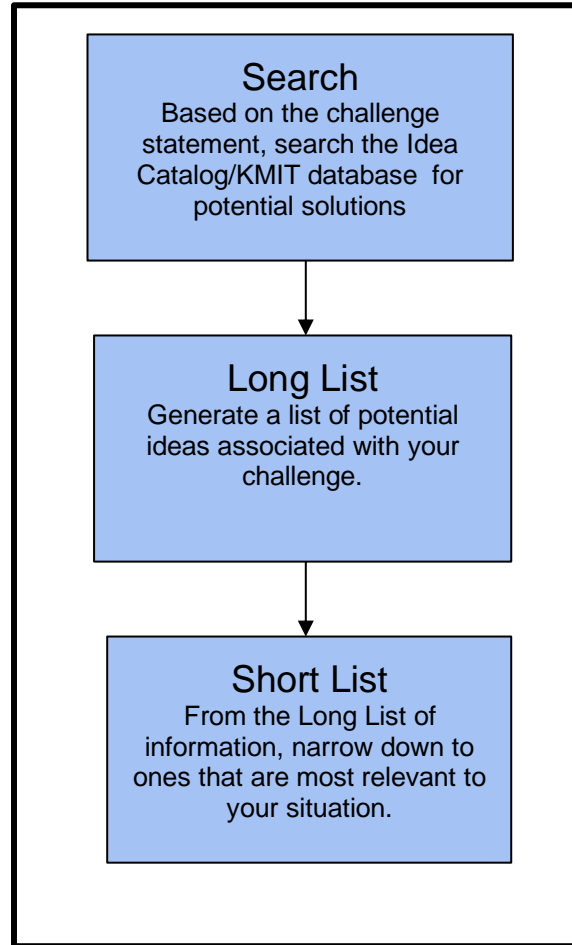 Search
Based on the challenge
statement, search the Idea
Catalog/KMIT database  for
potential solutions
Long List
Generate a list of potential
ideas associated with your
challenge.
Short List
From the Long List of
information, narrow down to
ones that are most relevant to
your situation.